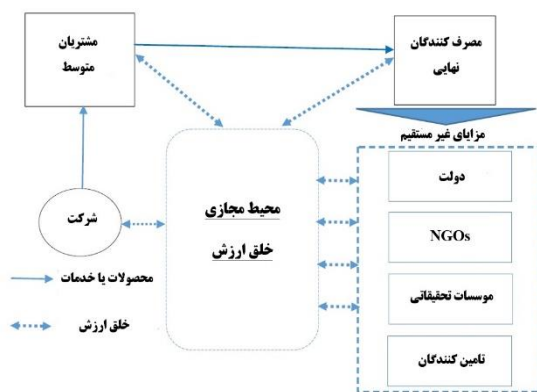 مشتریان
متوسط
مصرف کنندگان
نهایی
مزایای غیر مستقیم
دولت
محیط مجازی
خلق ارزش
شرکت
NGOs
محصولات یا خدمات
موسسات تحقیقاتی
خلق ارزش
تامین کنندگان